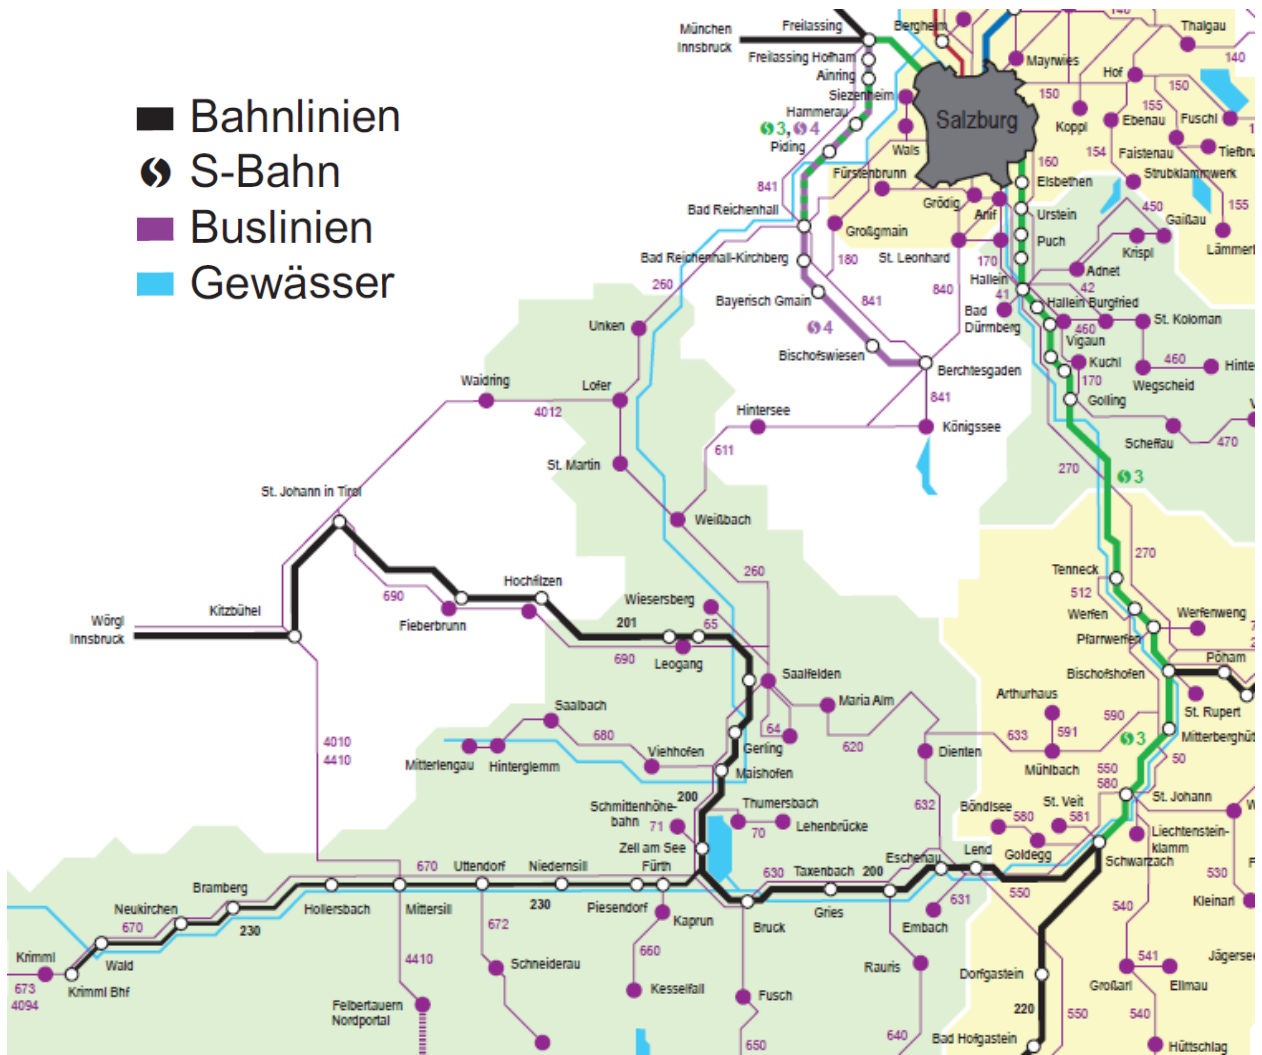 München
Innsbruck
Freilassing
Bergheim
140
Thalgau
Freilassing Hofham
Ainring
Mayrwies
Hof
140
Siezenheim
Hammerau
Salzburg
150
Koppl
155
150
Ebenau
Fuschl
Bahnlinien
S-Bahn
Buslinien
Gewässer
3, 4
Piding
Wals
154
Faistenau
Tiefbru
Fürstenbrunn
160
Elsbethen
Strubklammwerk
841
Bad Reichenhall
Grödig
Anif
Urstein
450
Gaißau
155
Großgmain
Puch
Krispl
Lämmer
Bad Reichenhall-Kirchberg
180
St. Leonhard
170
Adnet
260
Hallein
42
Bayerisch Gmain
841
840
41
Hallein Burgfried
Unken
4
Bad
Dürrnberg
460
St. Koloman
Vigaun
Bischofswiesen
Kuchl
460
Hinte
Berchtesgaden
170
Wegscheid
Waidring
Lofer
841
Golling
4012
Hintersee
Königssee
Scheffau
470
611
St. Martin
270
3
St. Johann in Tirol
Weißbach
270
260
Tenneck
Hochfilzen
512
690
Wiesersberg
Werfen
Werfenweng
Kitzbühel
Wörgl
Innsbruck
Fieberbrunn
201
65
Pfarrwerfen
690
Leogang
Bischofshofen
Pöham
Saalfelden
Arthurhaus
Maria Alm
Saalbach
590
St. Rupert
680
64
633
591
3
Mitterberghüt
4010
4410
Mitterlengau
Hinterglemm
Viehhofen
Gerling
620
Dienten
Mühlbach
50
Maishofen
550
580
200
Schmittenhöhe-
bahn
Thumersbach
632
Böndlsee
St. Veit
St. Johann
71
70
Lehenbrücke
580
581
Liechtenstein-
klamm
Zell am See
Eschenau
Lend
Goldegg
Schwarzach
670
Uttendorf
Niedernsill
Fürth
630
Taxenbach
200
530
Bramberg
550
Neukirchen
Hollersbach
Mittersill
230
Piesendorf
Kaprun
Bruck
Gries
631
Embach
540
Kleinarl
670
230
672
Krimml
Wald
660
541
Jägersee
4410
Schneiderau
Rauris
Dorfgastein
673
4094
Krimml Bhf
Kesselfall
Fusch
Großarl
Ellmau
Felbertauern
Nordportal
220
550
540
640
650
Bad Hofgastein
Hüttschlag